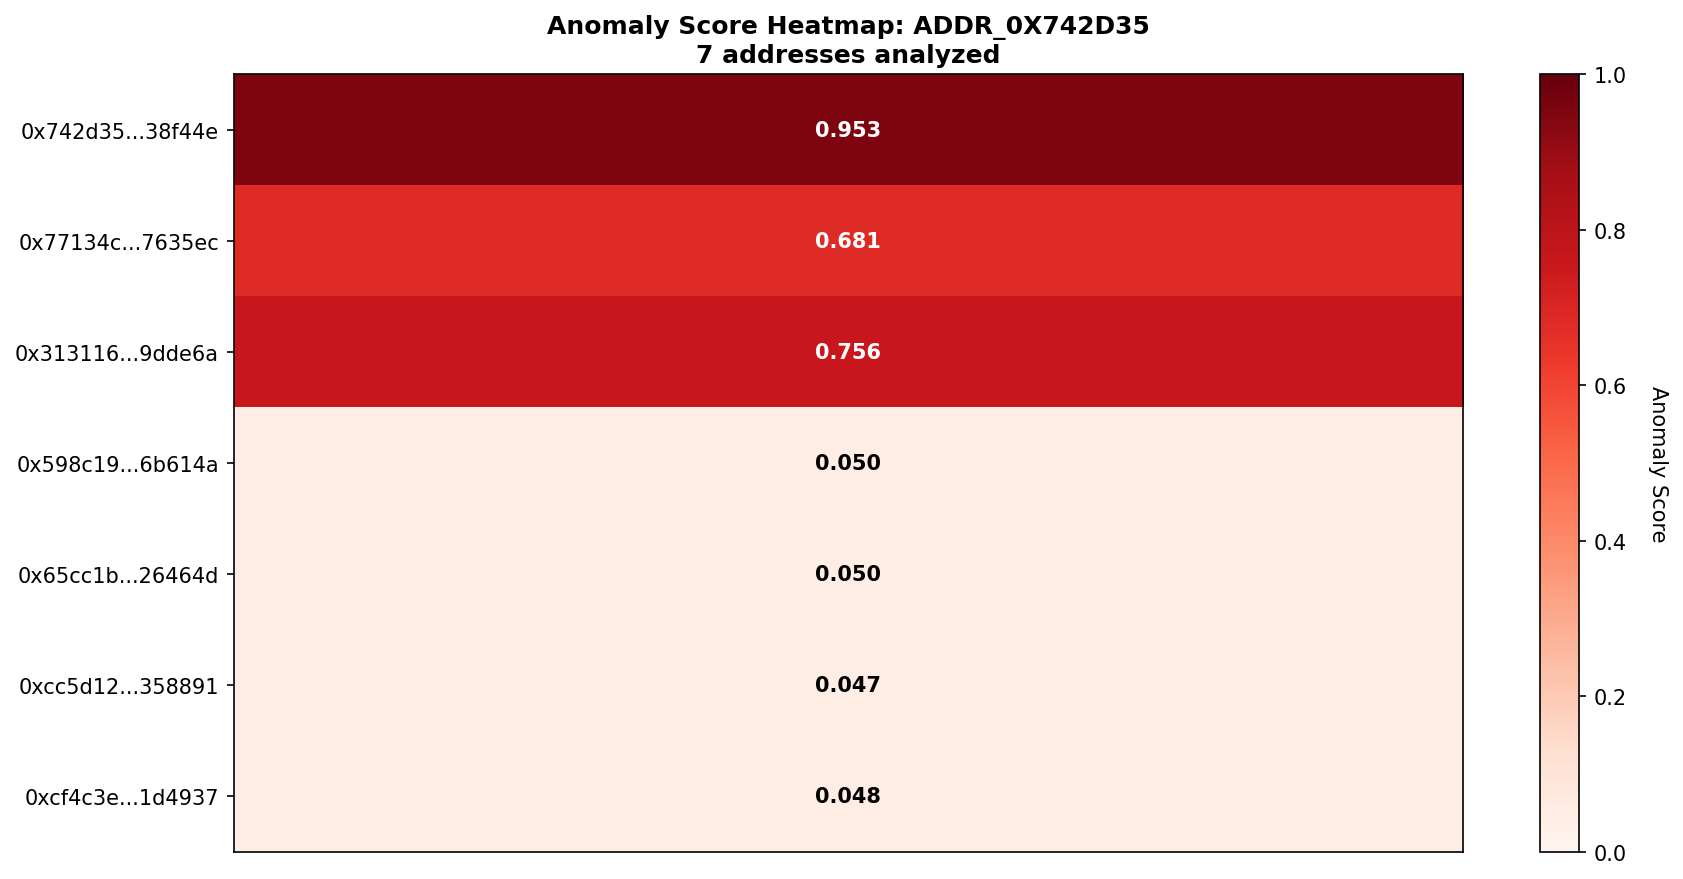 Anomaly Score Heatmap: ADDR_0X742D35
7 addresses analyzed
0x742d35...38f44e
0.953
0x77134c...7635ec
0.681
0x313116...9dde6a
0.756
0x598c19...6b614a
0.050
0x65cc1b...26464d
0.050
0xcc5d12...358891
0.047
0xcf4c3e...1d4937
0.048
1.0
0.8
0.6
0.4
0.2
0.0
Anomaly Score